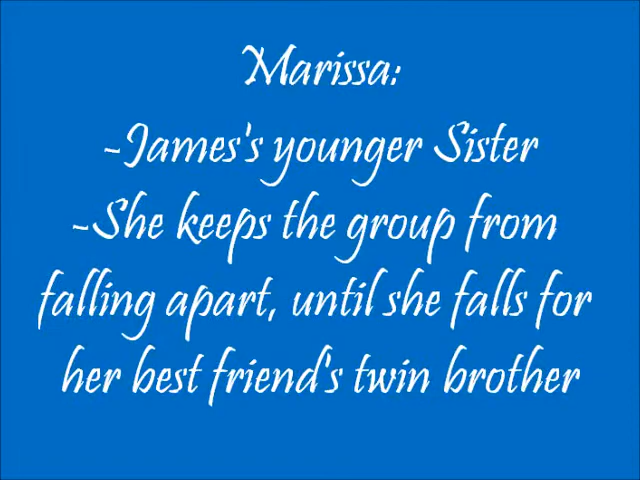 Marissa:
-James's younger Sister
-She keeps the group from
falling apart, until she falls for
her best friend's twin brother